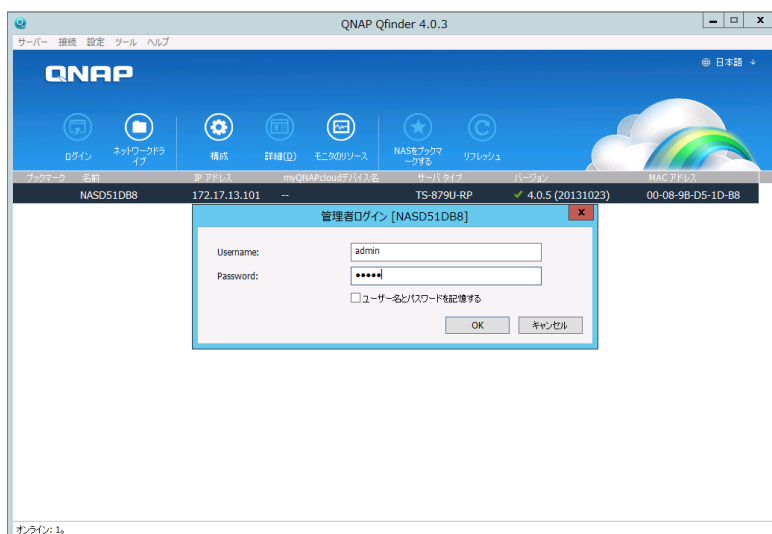 QNAP Qfinder 4.0.3
サーバー 接続 設定 ツール ヘルプ
日本語
QNAP
ログイン
ネットワークドライブ
構成
詳細(D)
モニタのリソース
NASをブックマークする
リフレッシュ
ブックマーク 名前 IP アドレス myQNAPcloudデバイス名 サーバ タイプ バージョン MAC アドレス
NASD51DB8 172.17.13.101 -- TS-879U-RP 4.0.5 (20131023) 00-08-9B-D5-1D-B8
管理者ログイン [NASD51DB8]
Username: admin
Password: •••••
ユーザー名とパスワードを記憶する
OK キャンセル
オンライン: 1。